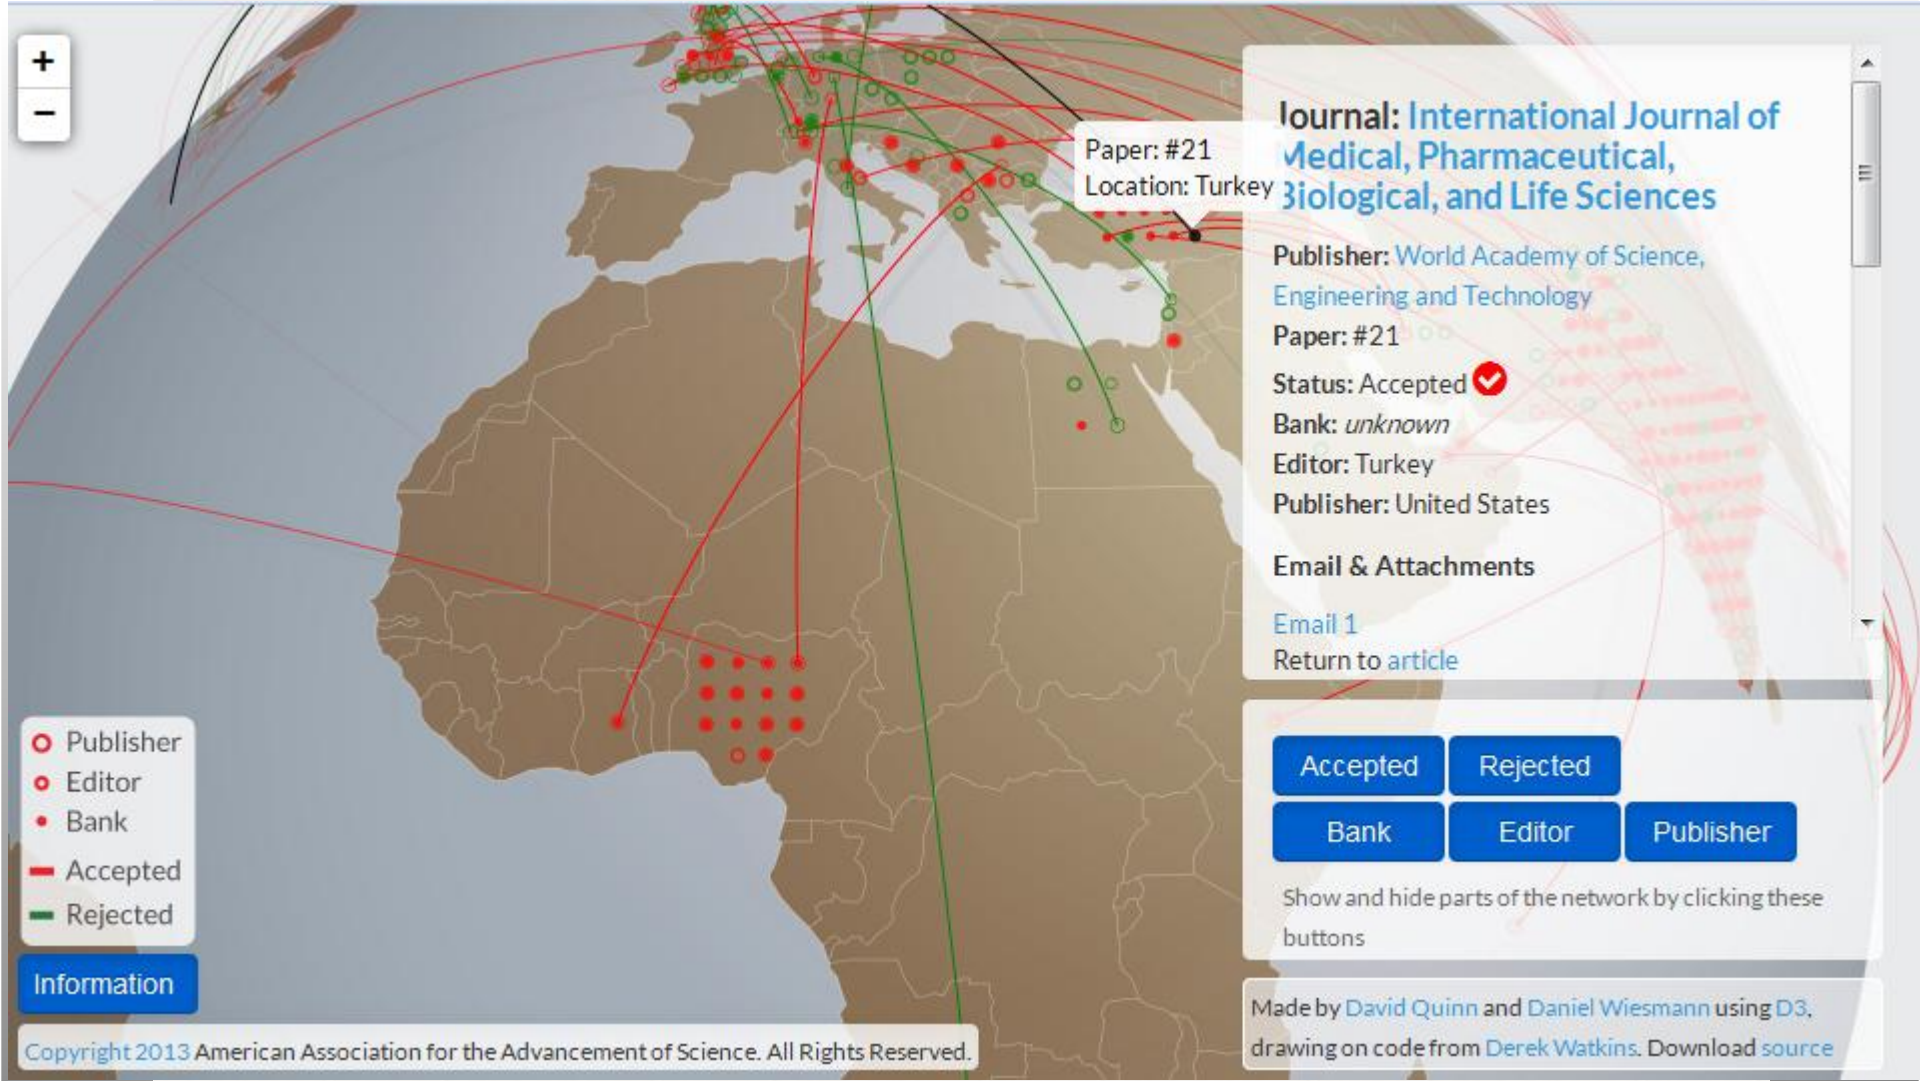 +
−
Paper: #21
Location: Turkey
Journal: International Journal of
Medical, Pharmaceutical,
Biological, and Life Sciences
Publisher: World Academy of Science,
Engineering and Technology
Paper: #21
Status: Accepted
Bank: unknown
Editor: Turkey
Publisher: United States
Email & Attachments
Email 1
Return to article
Publisher
Editor
Bank
Accepted
Rejected
Information
Accepted Rejected
Bank Editor Publisher
Show and hide parts of the network by clicking these
buttons
Copyright 2013 American Association for the Advancement of Science. All Rights Reserved.
Made by David Quinn and Daniel Wiesmann using D3,
drawing on code from Derek Watkins. Download source